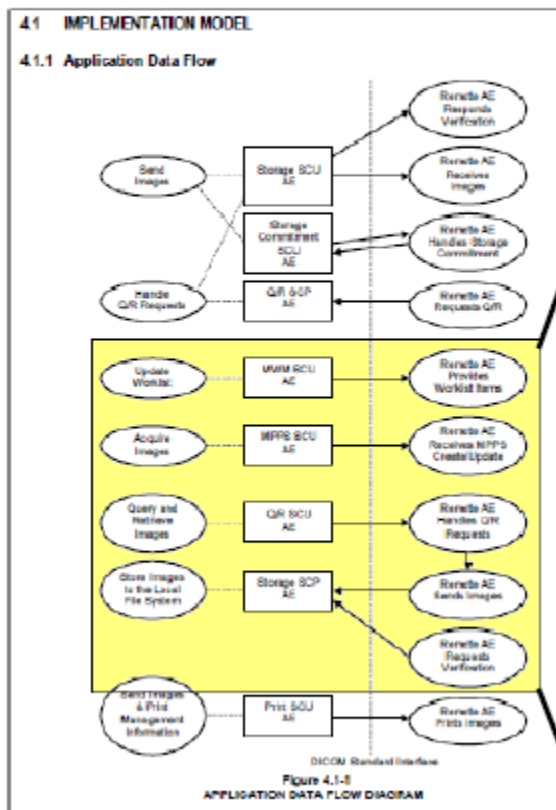 4.1 IMPLEMENTATION MODEL
4.1.1 Application Data Flow
Remote AE
Responds
Verification
Send
Images
Storage SCU
AE
Remote AE
Receives
Images
Storage
Commitment
SCU
AE
Remote AE
Handles Storage
Commitment
Handle
Q/R Requests
Q/R SCP
AE
Remote AE
Requests Q/R
Update
Worklist
MWM SCU
AE
Remote AE
Provides
Worklist Items
Acquire
Images
MPPS SCU
AE
Remote AE
Receives MPPS
Create/Update
Query and
Retrieve
Images
Q/R SCU
AE
Remote AE
Handles Q/R
Requests
Store Images
to the Local
File System
Storage SCP
AE
Remote AE
Sends Images
Remote AE
Requests
Verification
Send Images
& Print
Management
Information
Print SCU
AE
Remote AE
Prints Images
DICOM Standard Interface
Figure
APPLICATION DATA FLOW DIAGRAM